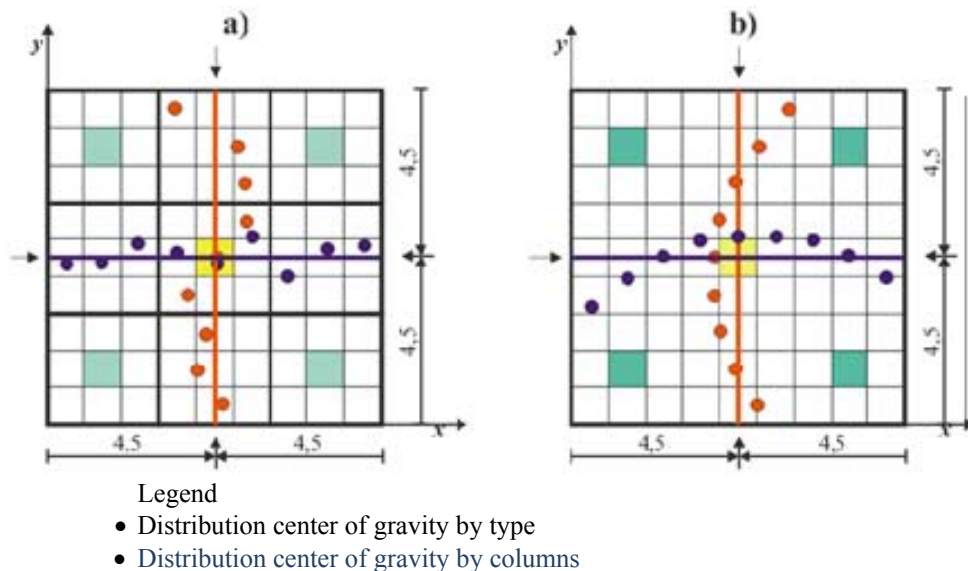 a)
b)
y
y
4,5
4,5
4,5
4,5
x
x
4,5
4,5
4,5
4,5
Legend
• Distribution center of gravity by type
• Distribution center of gravity by columns